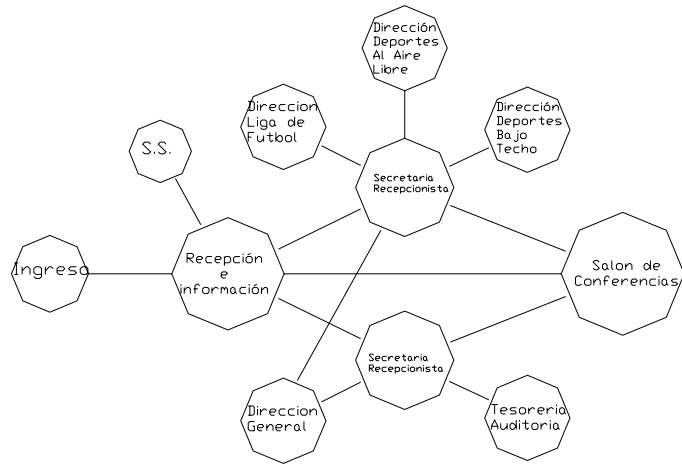 Dirección
Deportes
Al Aire
Libre
Direccion
Liga de
Futbol
Dirección
Deportes
Bajo
Techo
S.S.
Secretaria
Recepcionista
Ingreso
Recepción
e
información
Salon de
Conferencias
Secretaria
Recepcionista
Direccion
General
Tesoreria
Auditoria